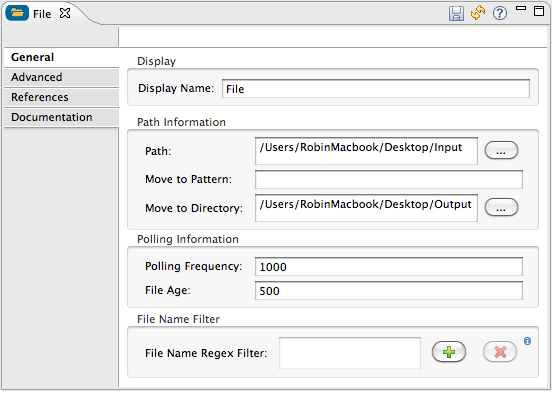 File
General
Advanced
References
Documentation
Display
Display Name: File
Path Information
Path: /Users/RobinMacbook/Desktop/Input ...
Move to Pattern:
Move to Directory: /Users/RobinMacbook/Desktop/Output ...
Polling Information
Polling Frequency: 1000
File Age: 500
File Name Filter
File Name Regex Filter: